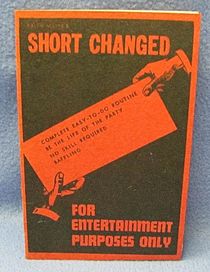 SHORT CHANGED
COMPLETE EASY-TO-DO ROUTINE
BE THE LIFE OF THE PARTY
NO SKILL REQUIRED
BAFFLING
FOR
ENTERTAINMENT
PURPOSES ONLY